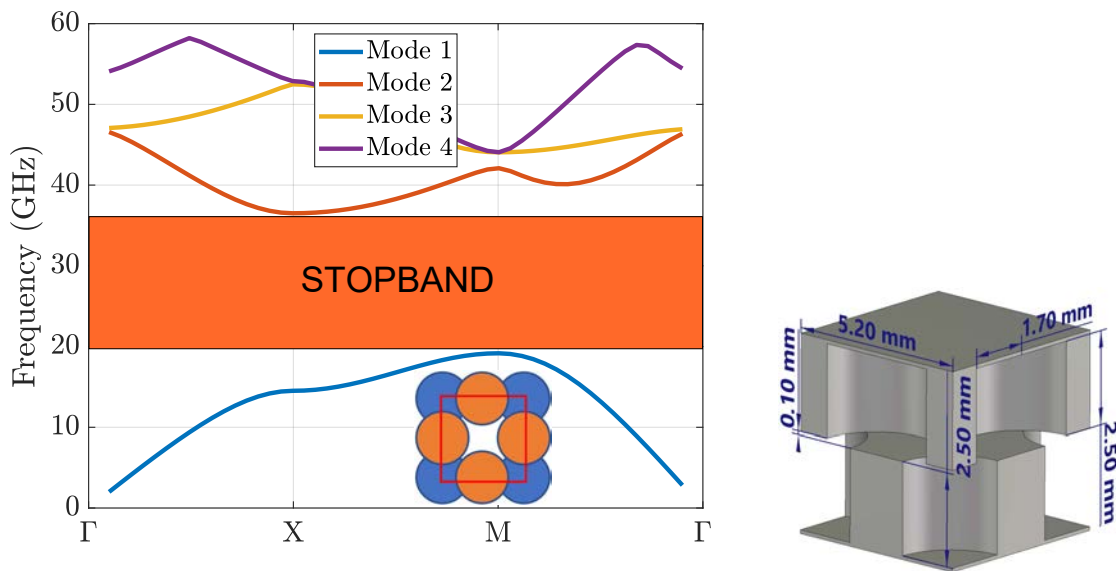 60
50
40
30
20
10
0
Frequency (GHz)
Mode 1
Mode 2
Mode 3
Mode 4
STOPBAND
Γ X M Γ
5.20 mm
1.70 mm
0.10 mm
2.50 mm
2.50 mm